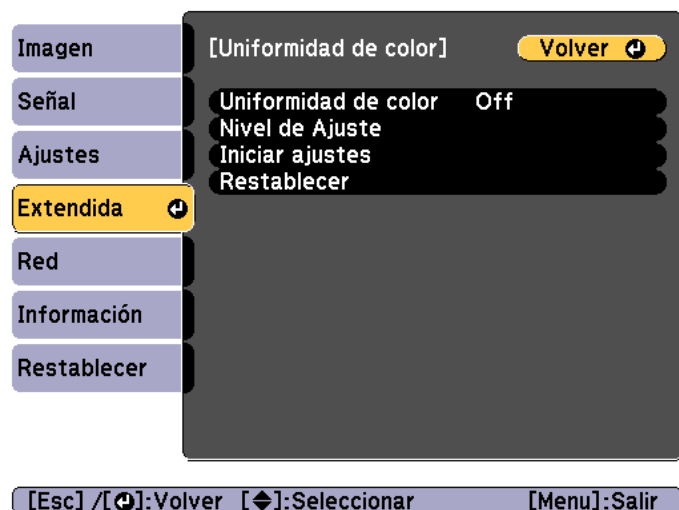 Imagen
Señal
Ajustes
Extendida
Red
Información
Restablecer
[Uniformidad de color] Volver
Uniformidad de color Off
Nivel de Ajuste
Iniciar ajustes
Restablecer
[Esc] /[⏎]:Volver [◆]:Seleccionar [Menu]:Salir